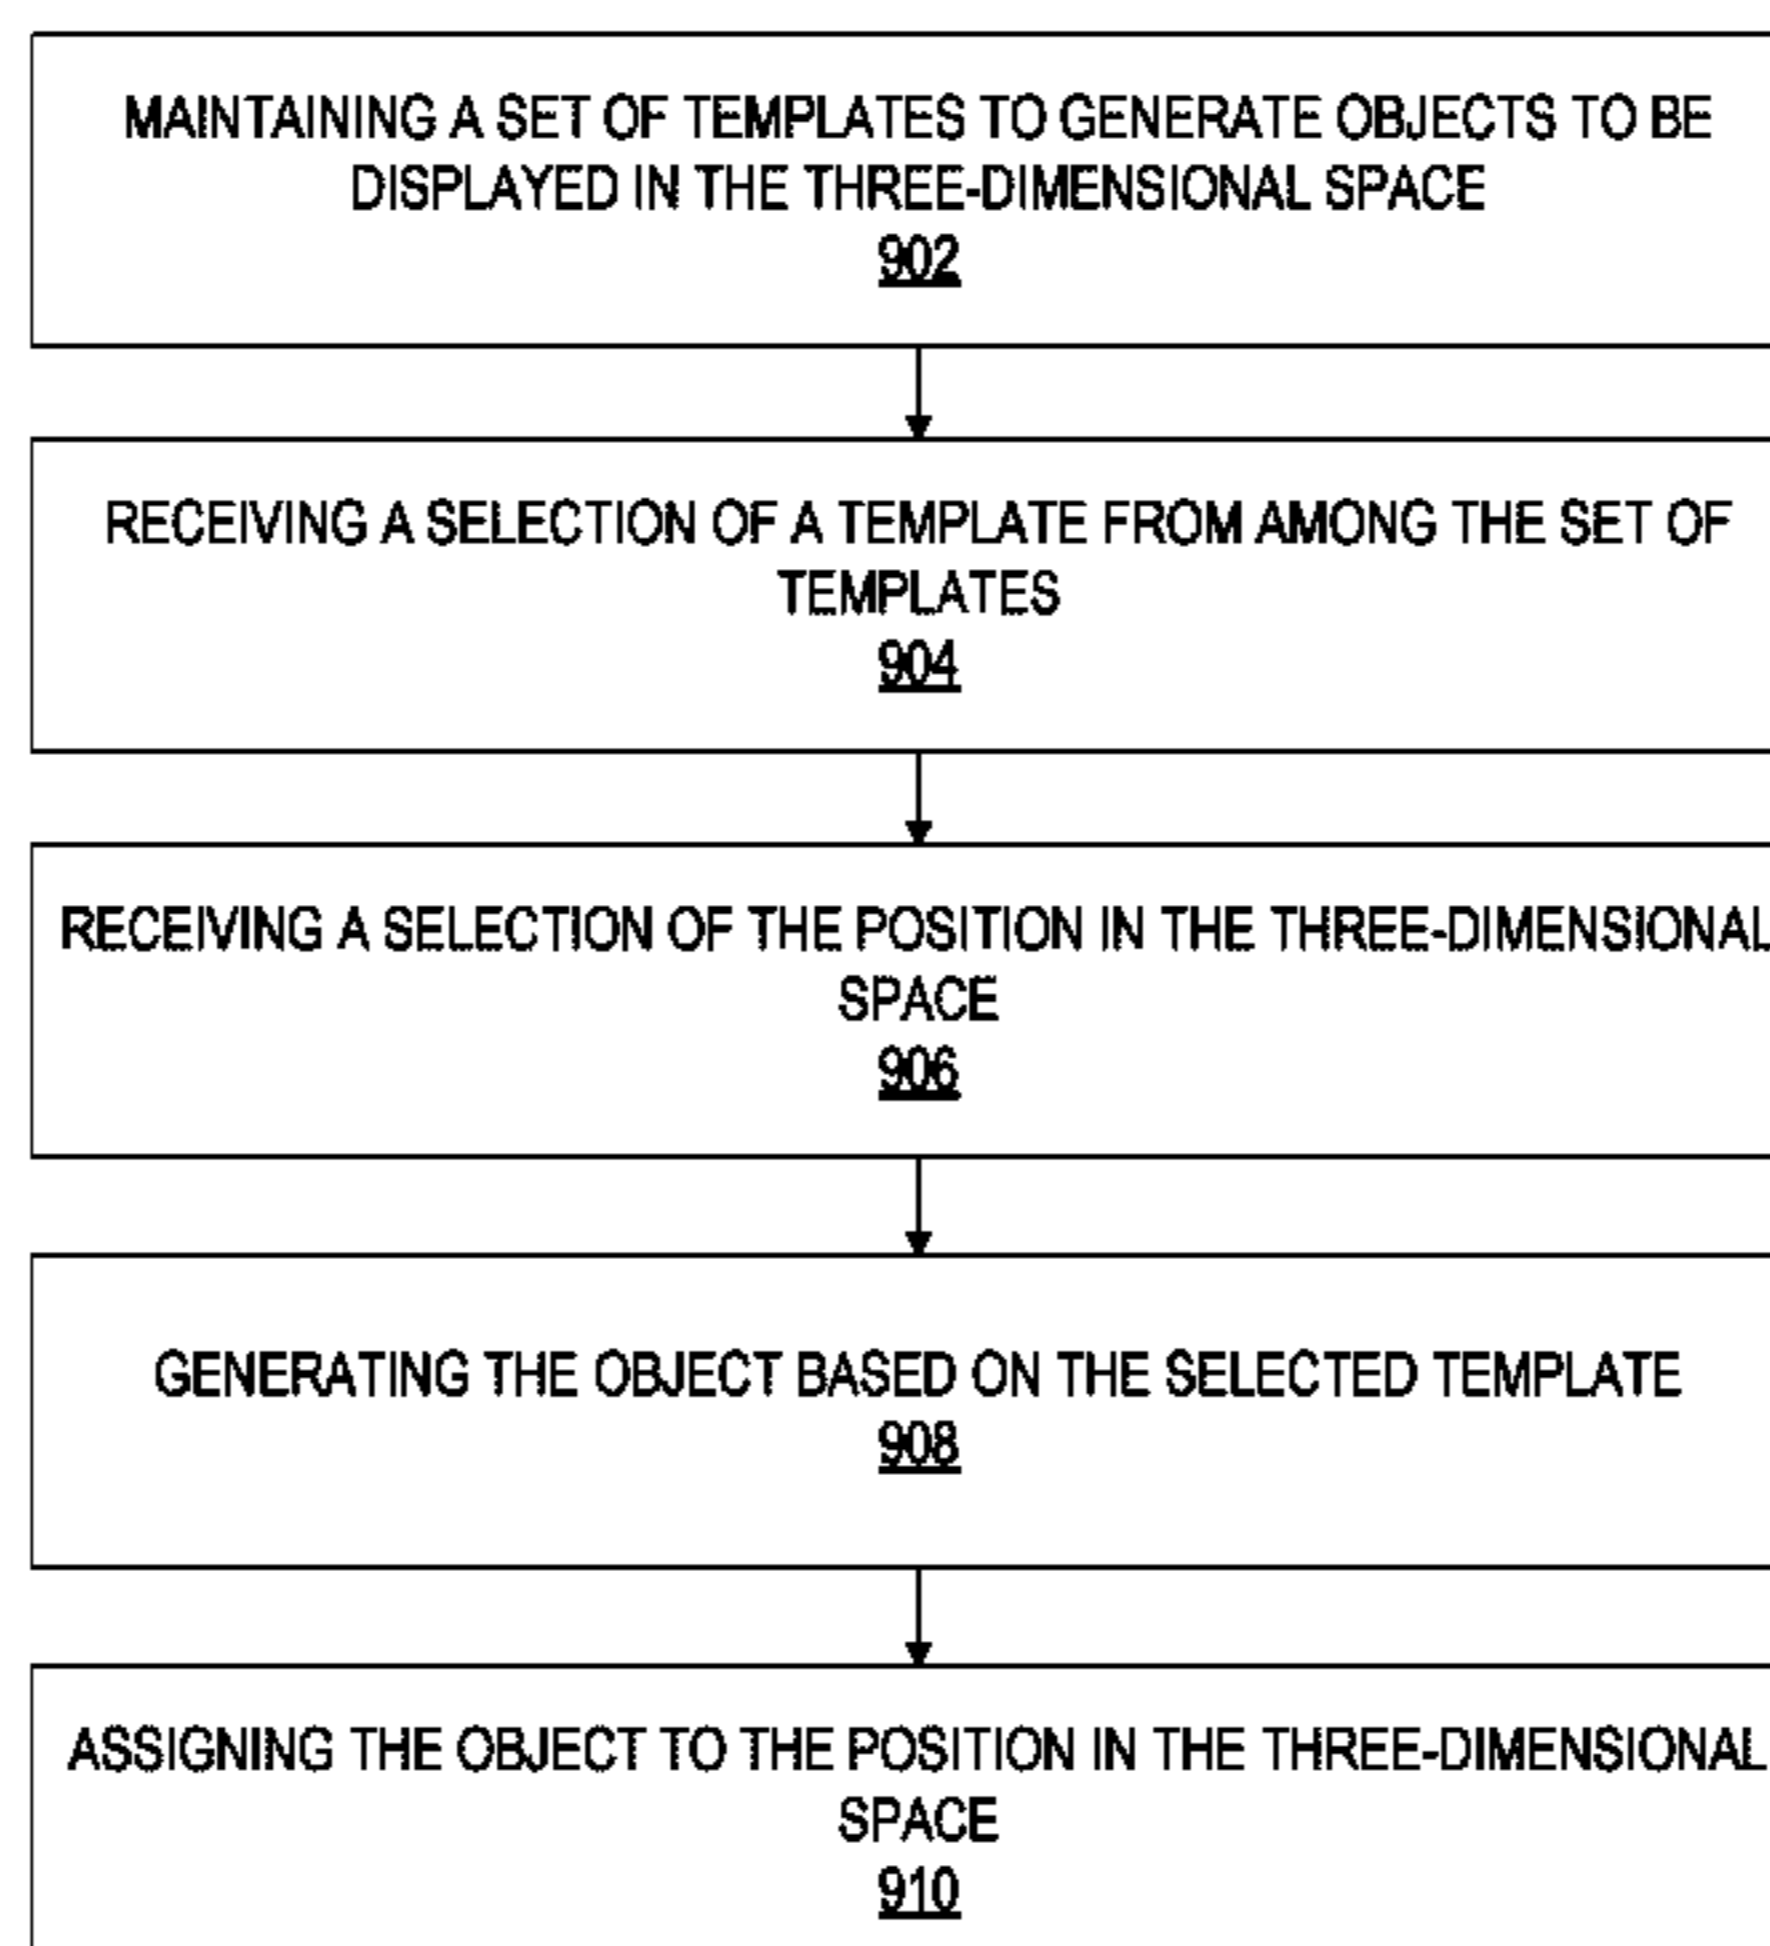 MAINTAINING A SET OF TEMPLATES TO GENERATE OBJECTS TO BE
DISPLAYED IN THE THREE-DIMENSIONAL SPACE
902
RECEIVING A SELECTION OF A TEMPLATE FROM AMONG THE SET OF
TEMPLATES
904
RECEIVING A SELECTION OF THE POSITION IN THE THREE-DIMENSIONAL
SPACE
906
GENERATING THE OBJECT BASED ON THE SELECTED TEMPLATE
908
ASSIGNING THE OBJECT TO THE POSITION IN THE THREE-DIMENSIONAL
SPACE
910